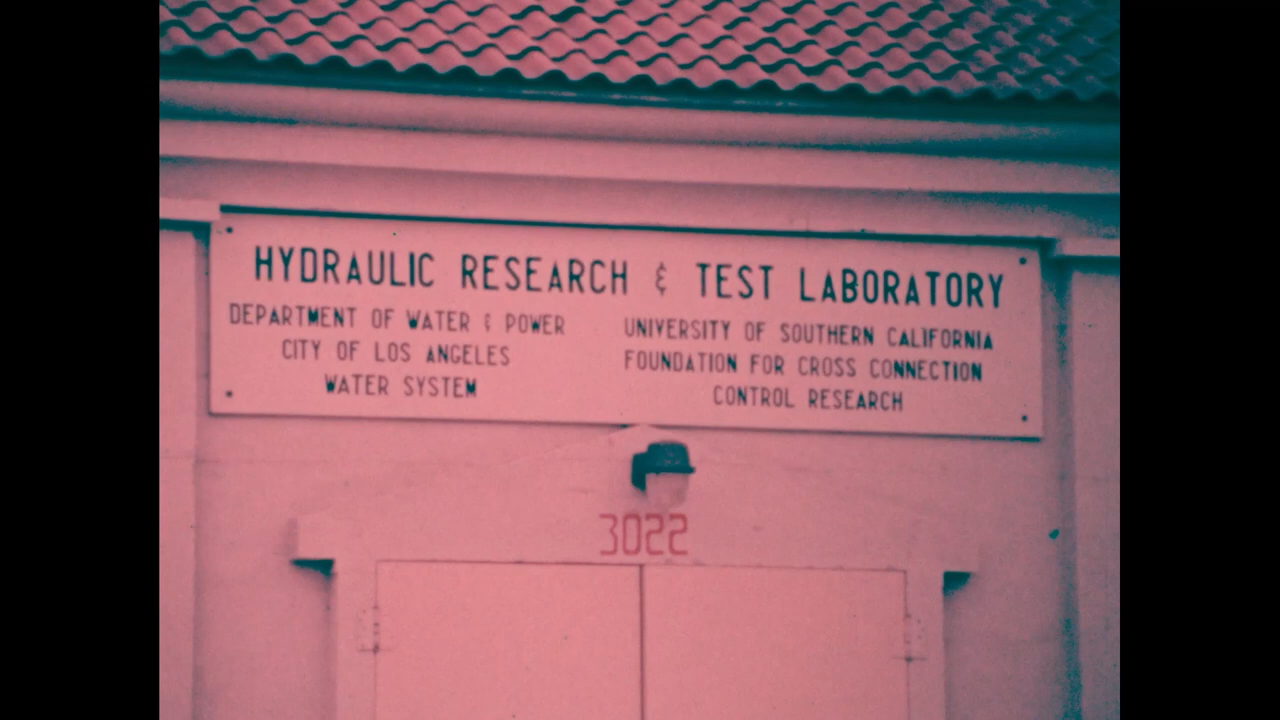 HYDRAULIC RESEARCH & TEST LABORATORY
DEPARTMENT OF WATER & POWER
CITY OF LOS ANGELES
WATER SYSTEM
UNIVERSITY OF SOUTHERN CALIFORNIA
FOUNDATION FOR CROSS CONNECTION
CONTROL RESEARCH
3022